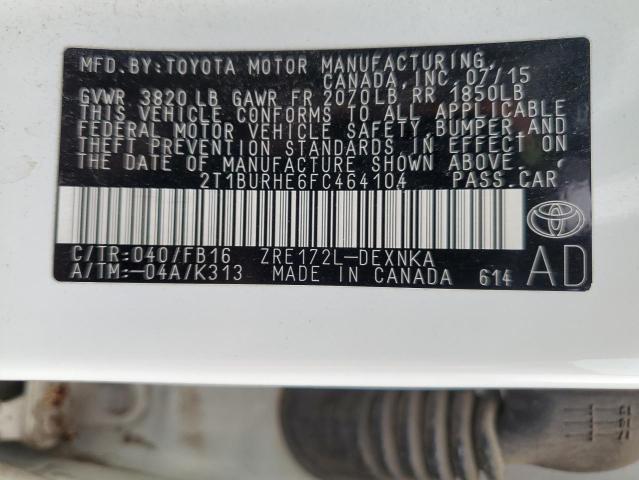 MFD.BY:TOYOTA MOTOR MANUFACTURING,
CANADA,INC.07/15
GVWR 3820LB GAWR FR 2070LB RR 1850LB
THIS VEHICLE CONFORMS TO ALL APPLICABLE
FEDERAL MOTOR VEHICLE SAFETY,BUMPER,AND
THEFT PREVENTION STANDARDS IN EFFECT ON
THE DATE OF MANUFACTURE SHOWN ABOVE.
2T1BURHE6FC464104 PASS.CAR
C/TR:040/FB16 ZRE172L-DEXNKA
A/TM:-04A/K313 MADE IN CANADA 614
AD